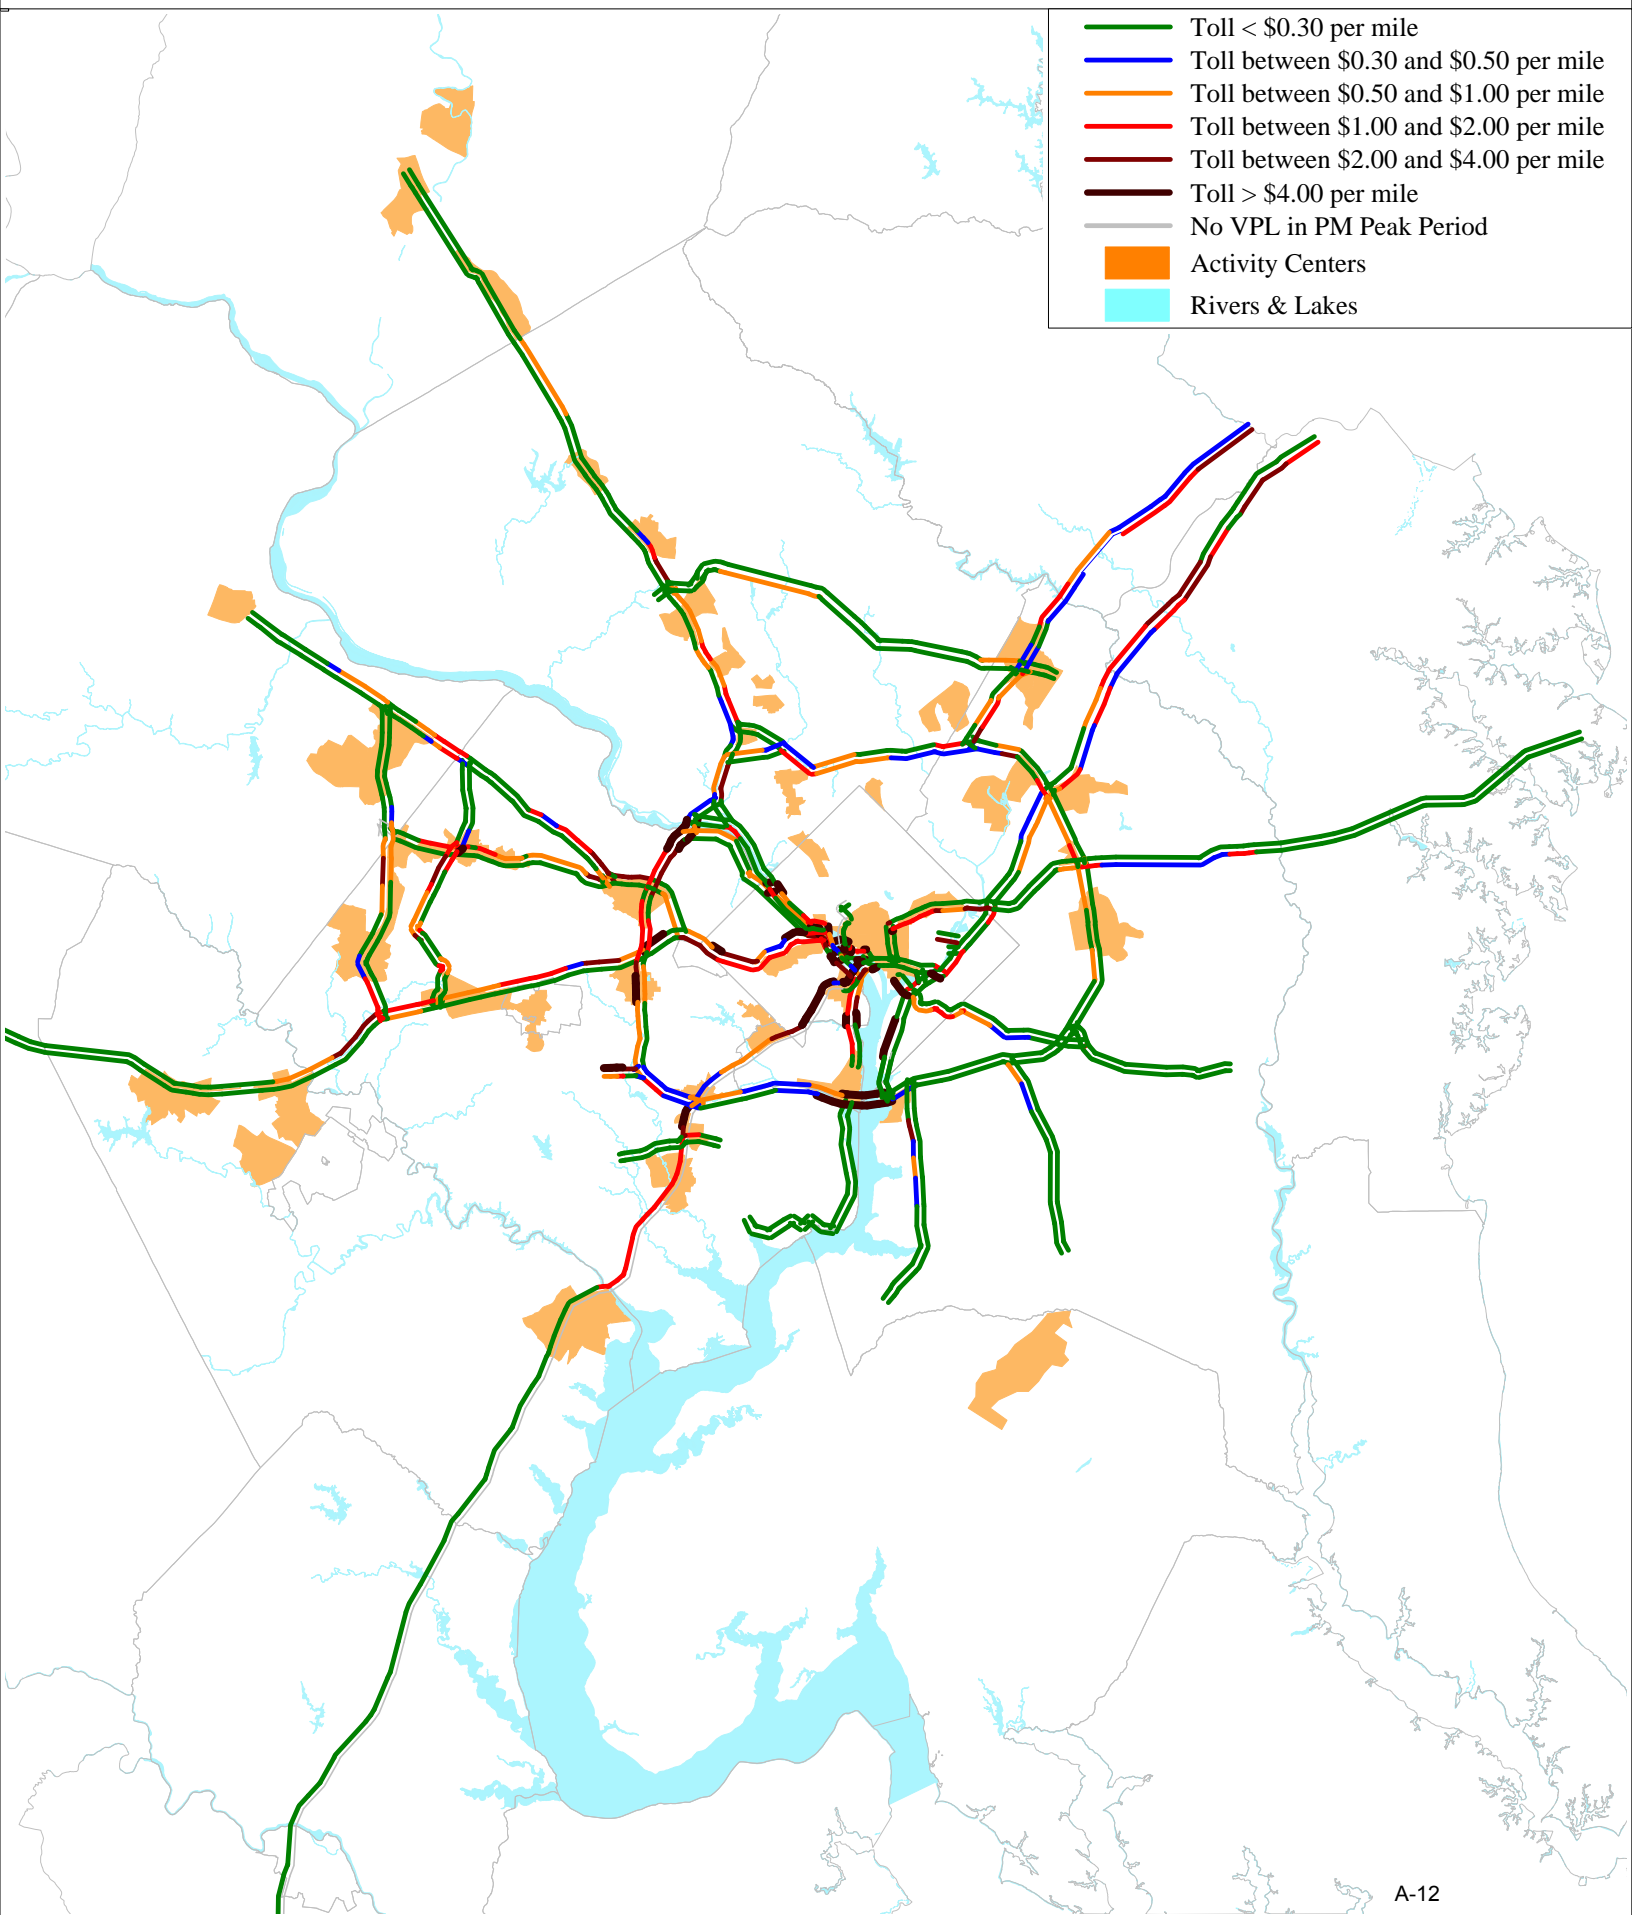 Toll < $0.30 per mile
Toll between $0.30 and $0.50 per mile
Toll between $0.50 and $1.00 per mile
Toll between $1.00 and $2.00 per mile
Toll between $2.00 and $4.00 per mile
Toll > $4.00 per mile
No VPL in PM Peak Period
Activity Centers
Rivers & Lakes
A-12